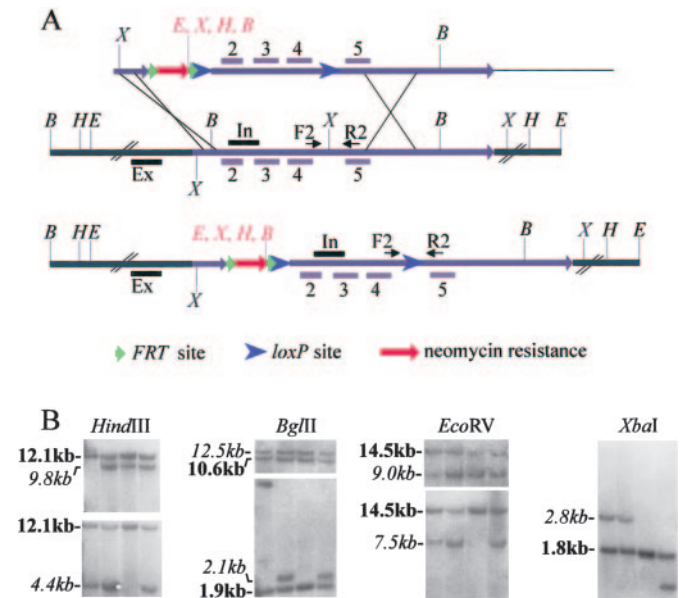 A
E, X, H, B
X
2 3 4 5
B
B HE B In F2 X R2 B X H E
Ex 2 3 4 5
X
E, X, H, B
B HE In F2 R2 B X H E
Ex 2 3 4 5
X
FRT site loxP site neomycin resistance
B
HindIII BglII EcoRV XbaI
12.1kb- 12.5kb- 14.5kb-
9.8kb 10.6kb 9.0kb-
12.1kb- 14.5kb- 2.8kb-
2.1kb 7.5kb- 1.8kb-
4.4kb- 1.9kb-